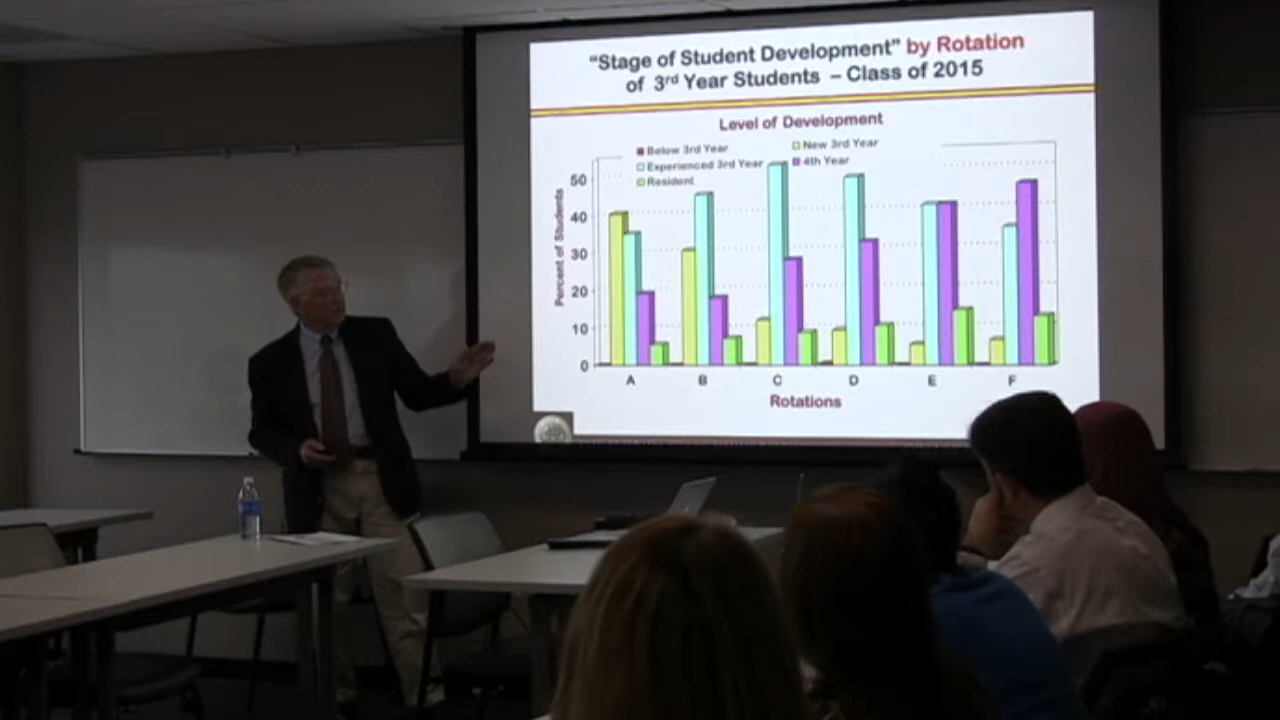 "Stage of Student Development" by Rotation
of 3rd Year Students – Class of 2015
Level of Development
Below 3rd Year
New 3rd Year
Experienced 3rd Year
4th Year
Resident
Percent of Students
50
40
30
20
10
0
A B C D E F
Rotations